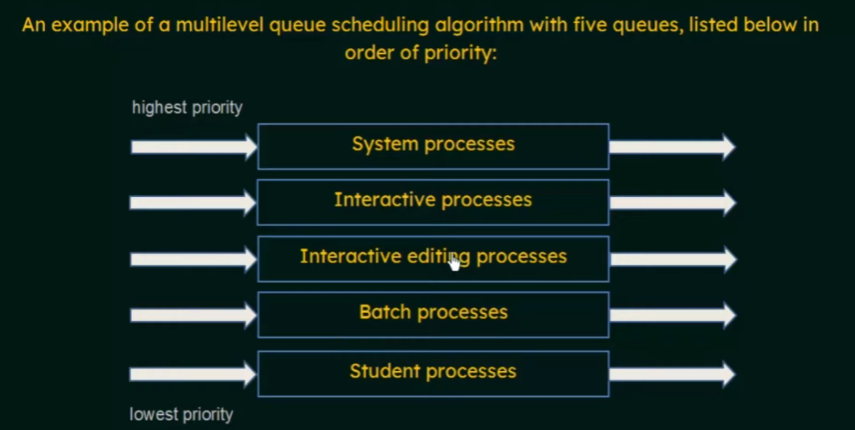 An example of a multilevel queue scheduling algorithm with five queues, listed below in
order of priority:
highest priority
System processes
Interactive processes
Interactive editing processes
Batch processes
Student processes
lowest priority